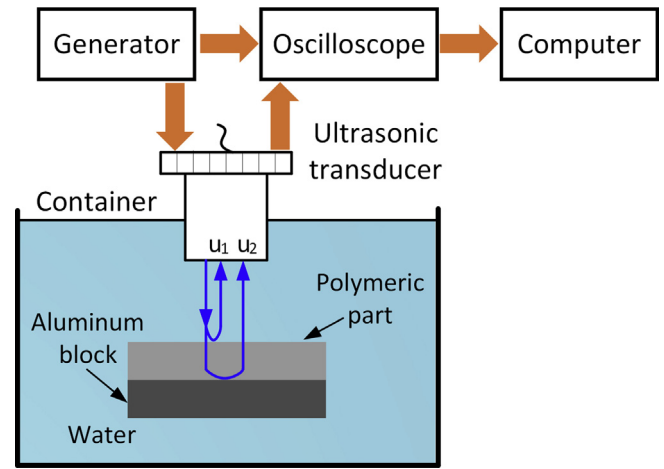 Generator
Oscilloscope
Computer
Ultrasonic
transducer
Container
u₁ u₂
Polymeric
part
Aluminum
block
Water